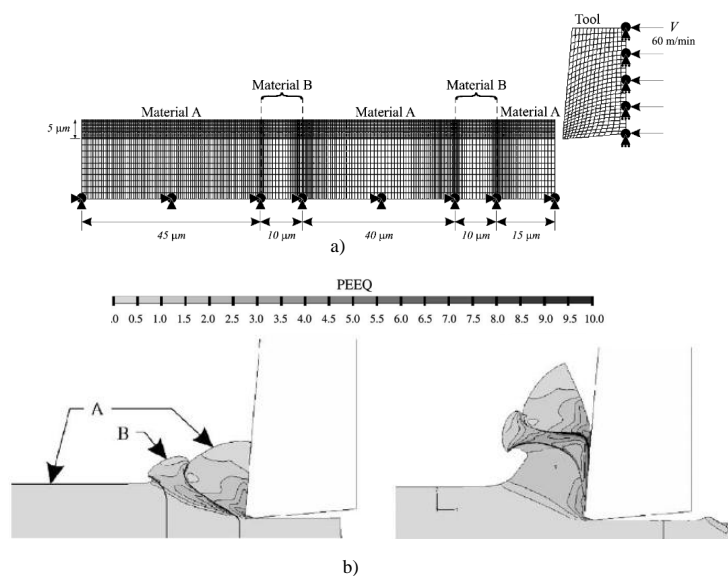 Tool
V
60 m/min
Material B
Material B
Material A
Material A
Material A
5 μm
45 μm
10 μm
40 μm
10 μm
15 μm
a)
PEEQ
.0 0.5 1.0 1.5 2.0 2.5 3.0 3.5 4.0 4.5 5.0 5.5 6.0 6.5 7.0 7.5 8.0 8.5 9.0 9.5 10.0
A
B
b)